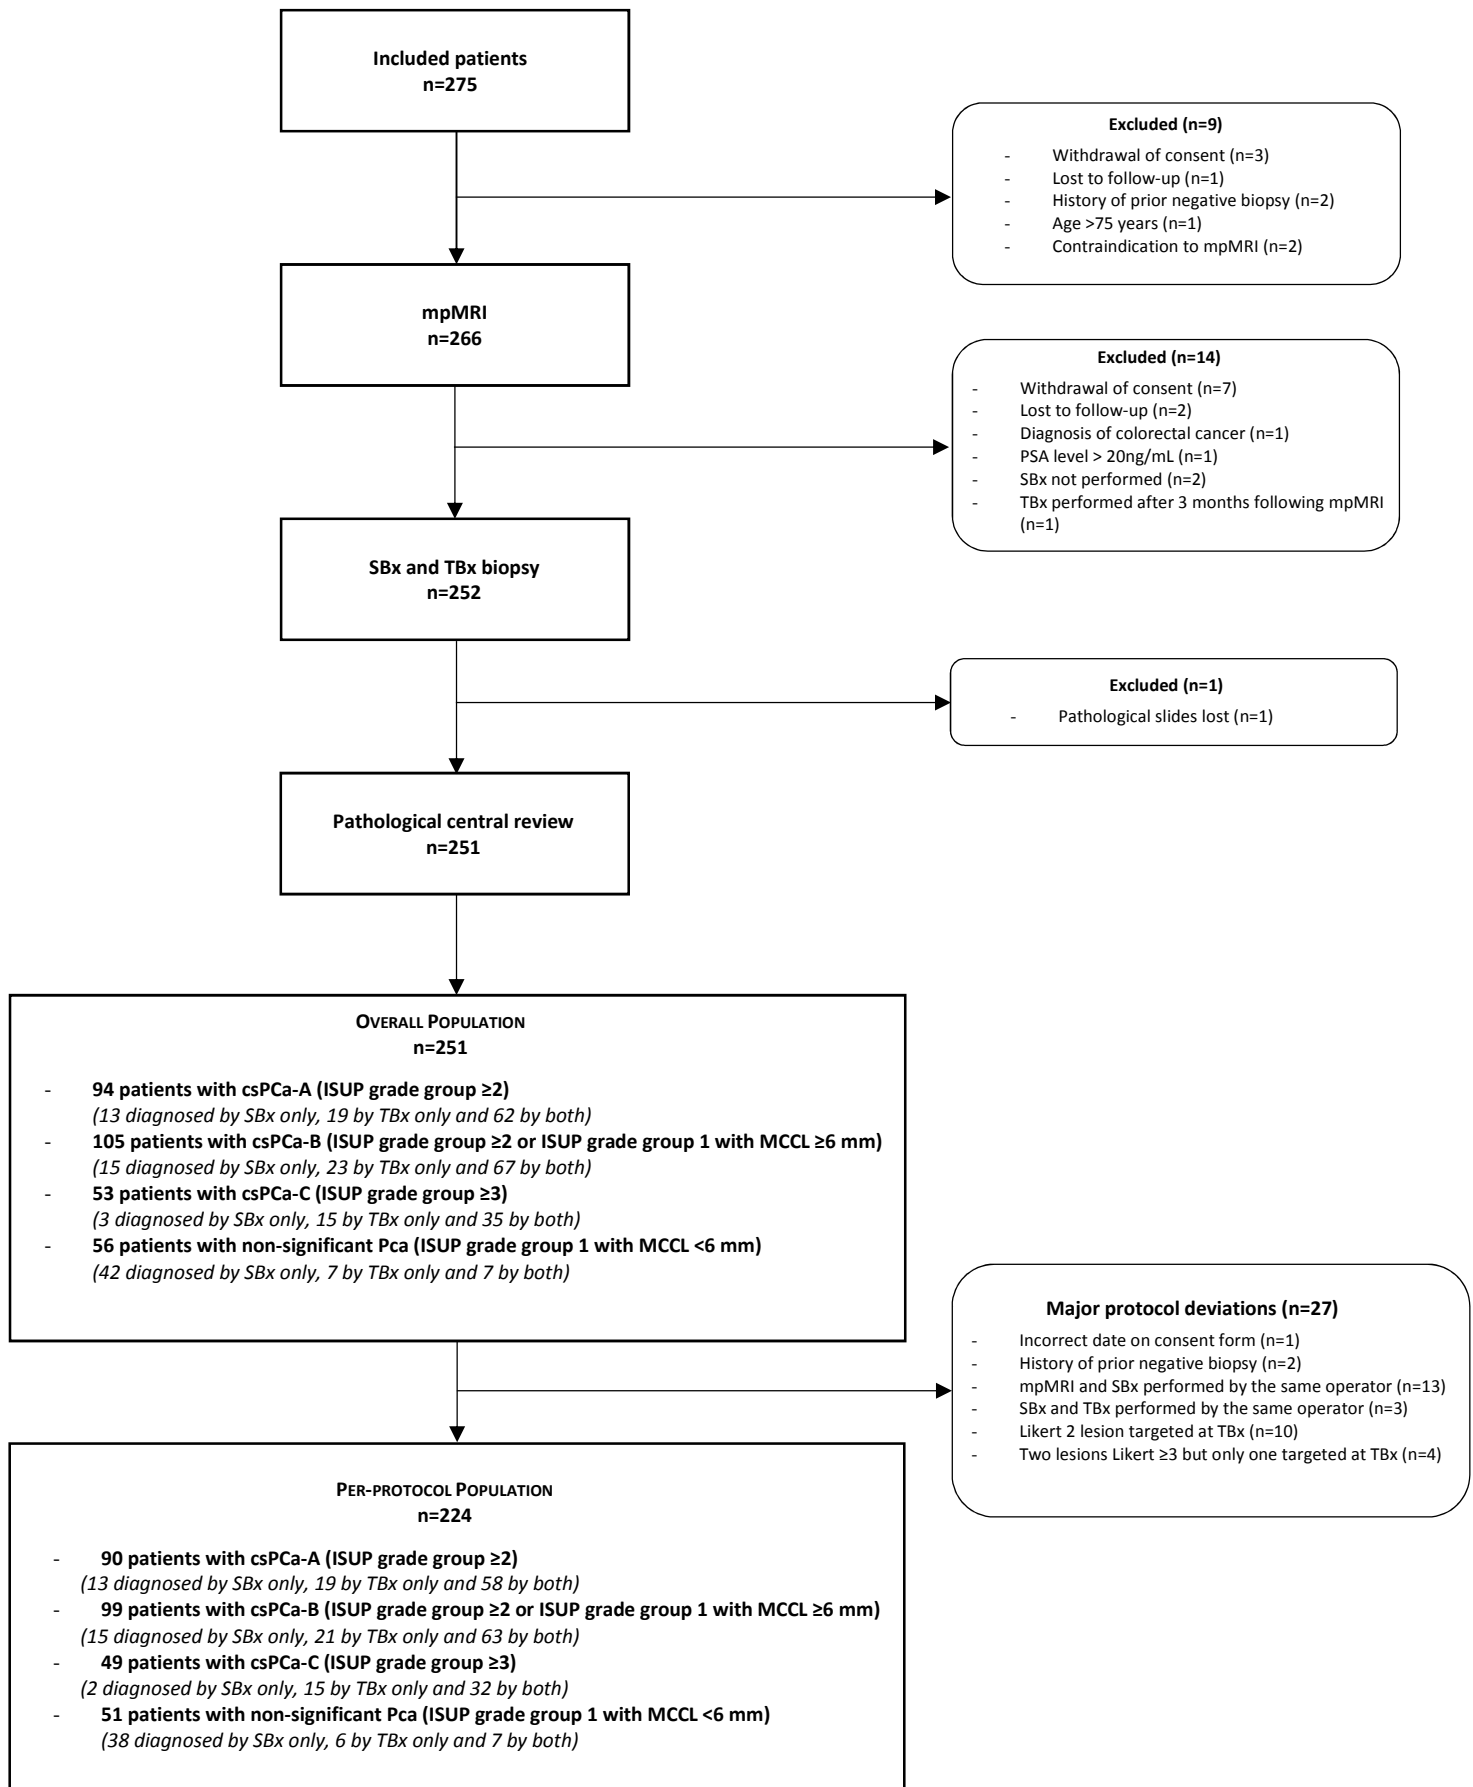 Included patients
n=275
Excluded (n=9)
- Withdrawal of consent (n=3)
- Lost to follow-up (n=1)
- History of prior negative biopsy (n=2)
- Age >75 years (n=1)
- Contraindication to mpMRI (n=2)
mpMRI
n=266
Excluded (n=14)
- Withdrawal of consent (n=7)
- Lost to follow-up (n=2)
- Diagnosis of colorectal cancer (n=1)
- PSA level > 20ng/mL (n=1)
- SBx not performed (n=2)
- TBx performed after 3 months following mpMRI
(n=1)
SBx and TBx biopsy
n=252
Excluded (n=1)
- Pathological slides lost (n=1)
Pathological central review
n=251
OVERALL POPULATION
n=251
- 94 patients with csPCa-A (ISUP grade group ≥2)
(13 diagnosed by SBx only, 19 by TBx only and 62 by both)
- 105 patients with csPCa-B (ISUP grade group ≥2 or ISUP grade group 1 with MCCL ≥6 mm)
(15 diagnosed by SBx only, 23 by TBx only and 67 by both)
- 53 patients with csPCa-C (ISUP grade group ≥3)
(3 diagnosed by SBx only, 15 by TBx only and 35 by both)
- 56 patients with non-significant Pca (ISUP grade group 1 with MCCL <6 mm)
(42 diagnosed by SBx only, 7 by TBx only and 7 by both)
Major protocol deviations (n=27)
- Incorrect date on consent form (n=1)
- History of prior negative biopsy (n=2)
- mpMRI and SBx performed by the same operator (n=13)
- SBx and TBx performed by the same operator (n=3)
- Likert 2 lesion targeted at TBx (n=10)
- Two lesions Likert ≥3 but only one targeted at TBx (n=4)
PER-PROTOCOL POPULATION
n=224
- 90 patients with csPCa-A (ISUP grade group ≥2)
(13 diagnosed by SBx only, 19 by TBx only and 58 by both)
- 99 patients with csPCa-B (ISUP grade group ≥2 or ISUP grade group 1 with MCCL ≥6 mm)
(15 diagnosed by SBx only, 21 by TBx only and 63 by both)
- 49 patients with csPCa-C (ISUP grade group ≥3)
(2 diagnosed by SBx only, 15 by TBx only and 32 by both)
- 51 patients with non-significant Pca (ISUP grade group 1 with MCCL <6 mm)
(38 diagnosed by SBx only, 6 by TBx only and 7 by both)